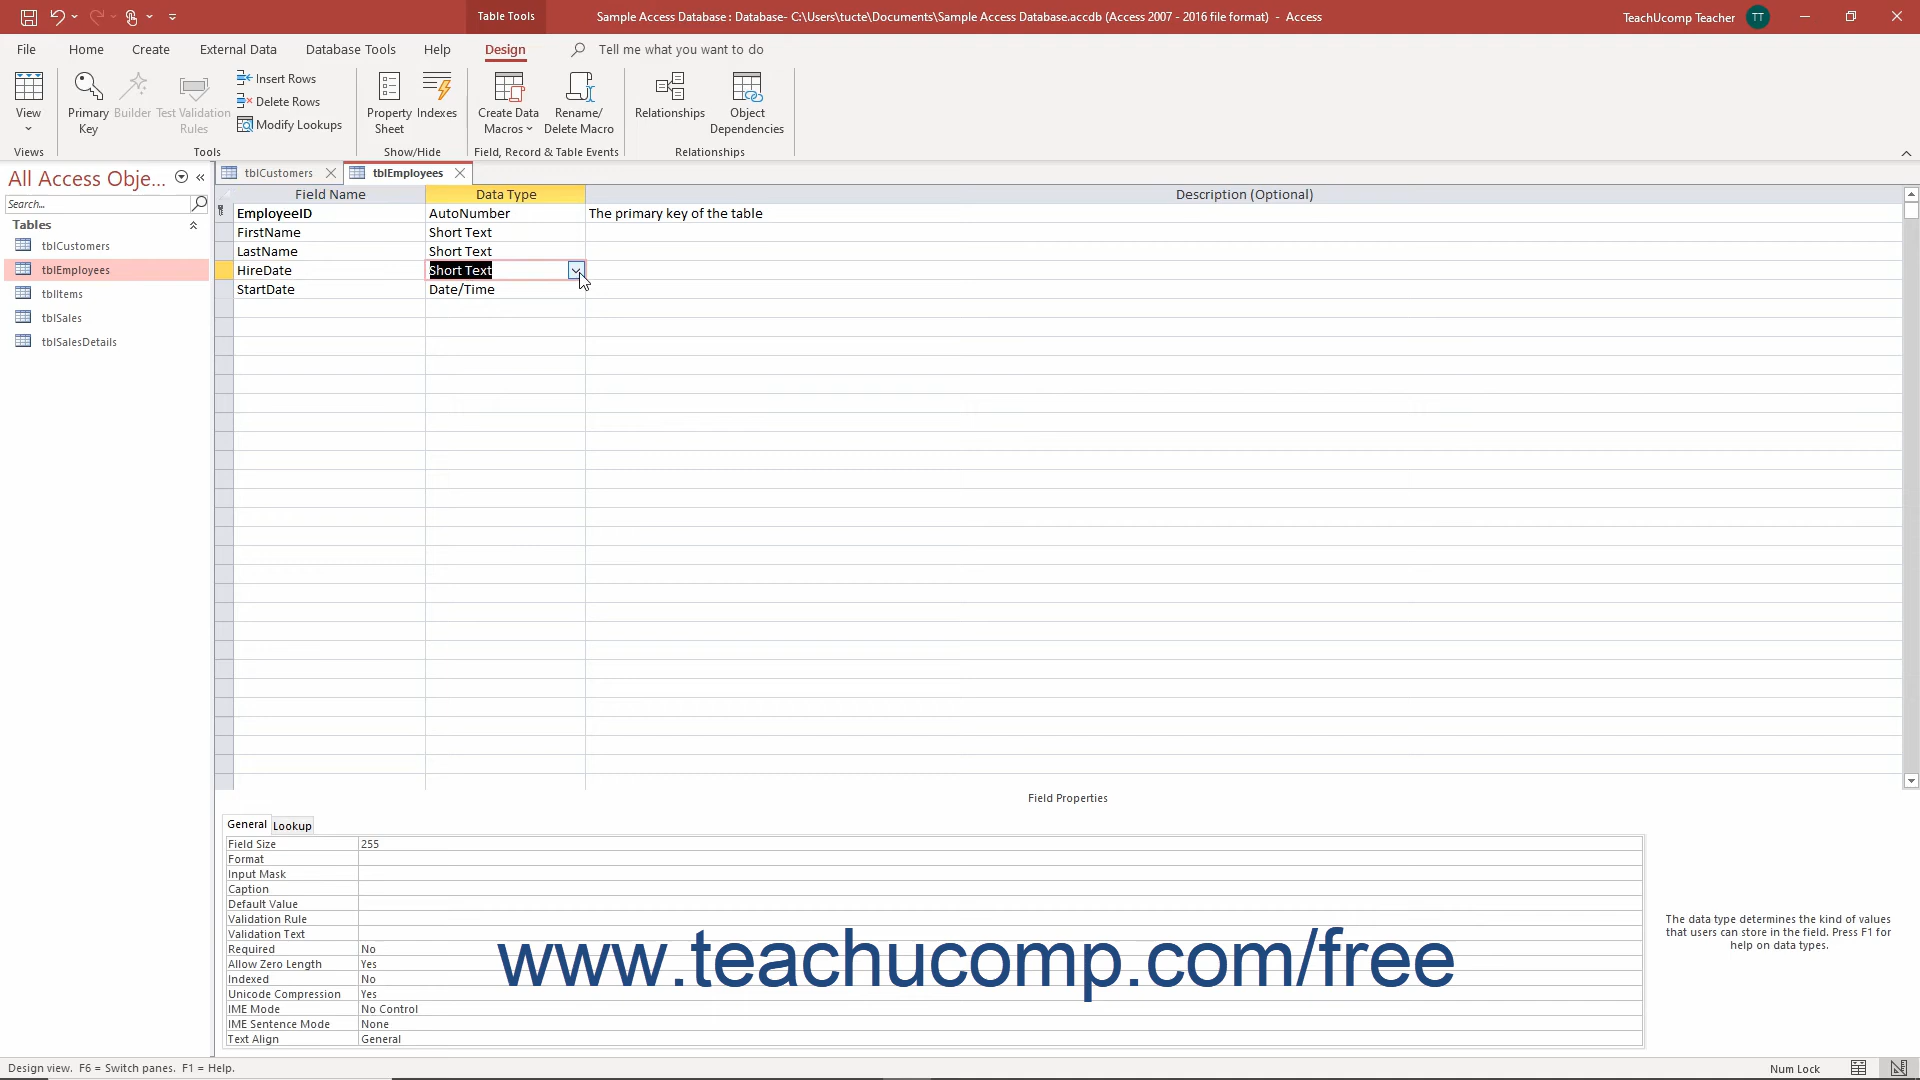 Table Tools
Sample Access Database : Database- C:\Users\tucte\Documents\Sample Access Database.accdb (Access 2007 - 2016 file format) - Access
TeachUcomp Teacher TT
File Home Create External Data Database Tools Help Design Tell me what you want to do
View
Primary Key
Builder
Test Validation Rules
Insert Rows
Delete Rows
Modify Lookups
Property Sheet
Indexes
Create Data Macros
Rename/ Delete Macro
Relationships
Object Dependencies
Views Tools Show/Hide Field, Record & Table Events Relationships
All Access Obje... «
Search...
Tables
tblCustomers
tblEmployees
tblItems
tblSales
tblSalesDetails
tblCustomers tblEmployees
Field Name Data Type Description (Optional)
EmployeeID AutoNumber The primary key of the table
FirstName Short Text
LastName Short Text
HireDate Short Text
StartDate Date/Time
Field Properties
General Lookup
Field Size 255
Format
Input Mask
Caption
Default Value
Validation Rule
Validation Text
Required No
Allow Zero Length Yes
Indexed No
Unicode Compression Yes
IME Mode No Control
IME Sentence Mode None
Text Align General
The data type determines the kind of values
that users can store in the field. Press F1 for
help on data types.
www.teachucomp.com/free
Design view. F6 = Switch panes. F1 = Help.
Num Lock